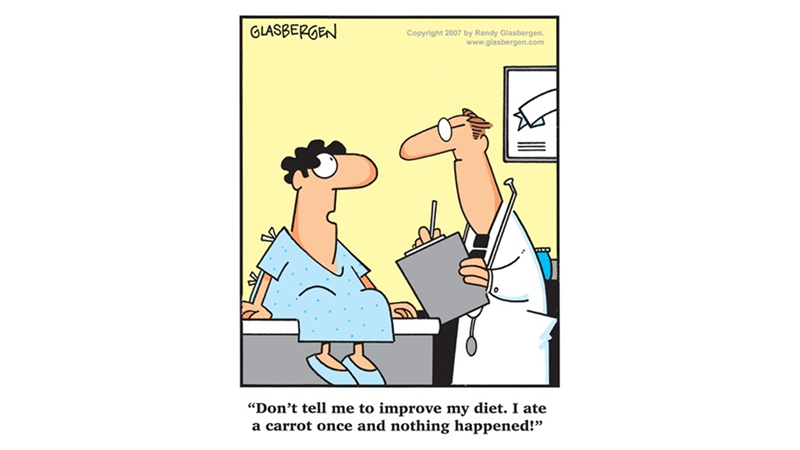 GLASBERGEN
Copyright 2007 by Randy Glasbergen.
www.glasbergen.com
“Don’t tell me to improve my diet. I ate
a carrot once and nothing happened!”